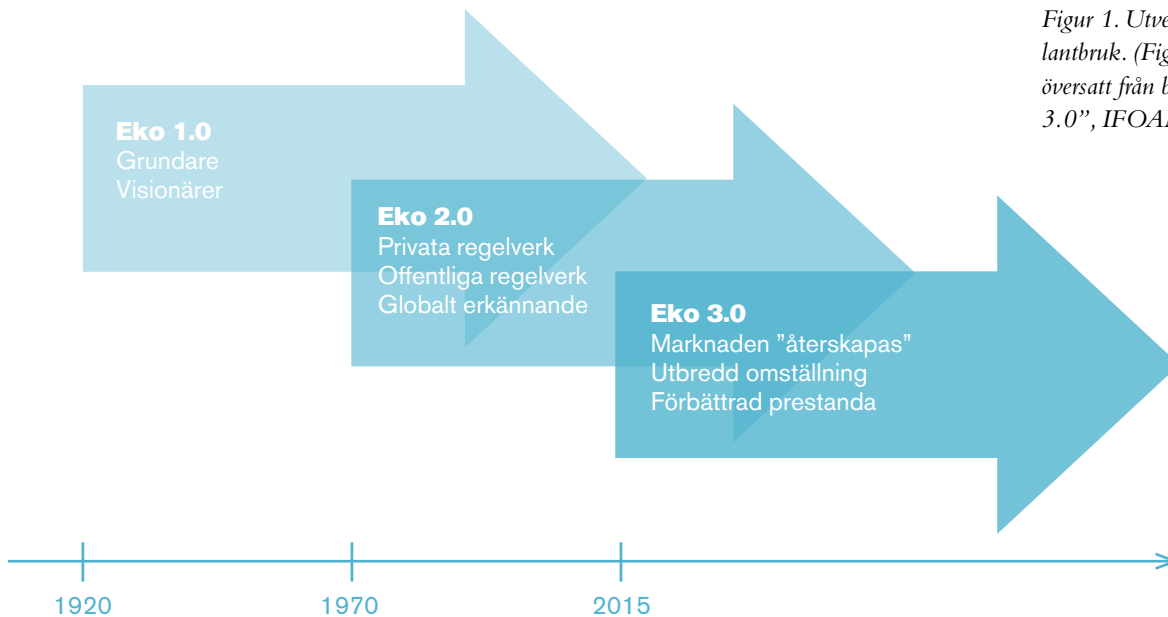 Figur 1. 
lantbruk. 
översatt från
3.0”,
Eko 1.0
Grundare
Visionärer
Eko 2.0
Privata regelverk
Offentliga regelverk
Globalt erkännande
Eko 3.0
Marknaden ”återskapas”
Utbredd omställning
Förbättrad prestanda
1920
1970
2015